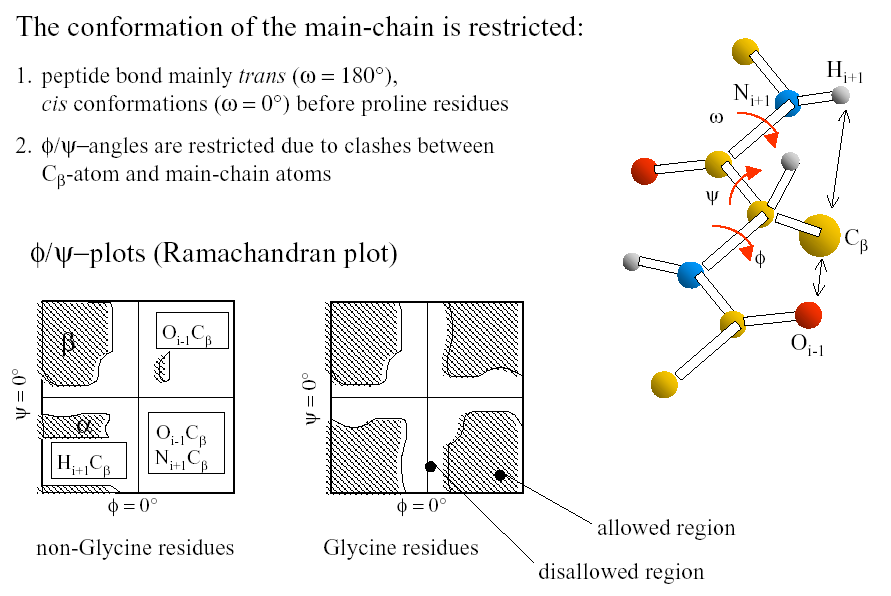 The conformation of the main-chain is restricted:
1. peptide bond mainly trans (ω = 180°),
cis conformations (ω = 0°) before proline residues
2. ϕ/ψ–angles are restricted due to clashes between
Cβ-atom and main-chain atoms
ϕ/ψ–plots (Ramachandran plot)
β
Oi-1Cβ
ψ = 0°
α
Oi-1Cβ
Ni+1Cβ
Hi+1Cβ
ϕ = 0°
non-Glycine residues
ψ = 0°
ϕ = 0°
Glycine residues
allowed region
disallowed region
Hi+1
Ni+1
ω
ψ
Cβ
ϕ
Oi-1